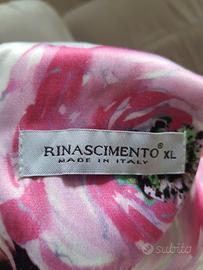 RINASCIMENTO® XL
MADE IN ITALY
subito